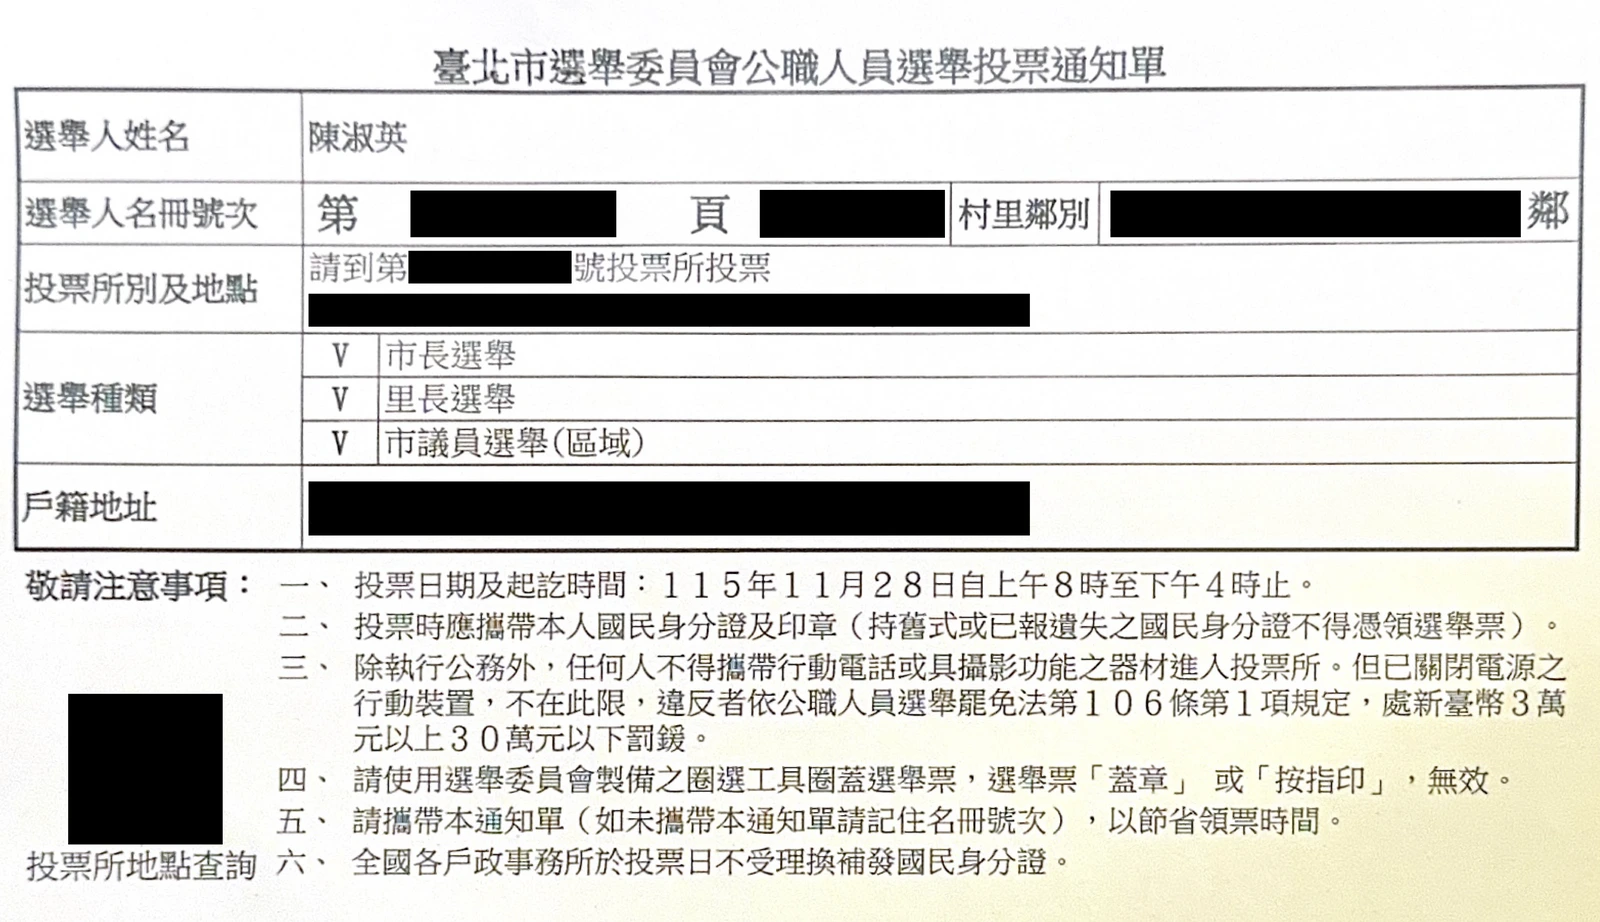 臺北市選舉委員會公職人員選舉投票通知單
選舉人姓名 陳淑英
選舉人名冊號次 第 頁 村里鄰別 鄰
投票所別及地點 請到第 號投票所投票
選舉種類
V 市長選舉
V 里長選舉
V 市議員選舉(區域)
戶籍地址
敬請注意事項：一、投票日期及起訖時間：１１５年１１月２８日自上午８時至下午４時止。
二、投票時應攜帶本人國民身分證及印章（持舊式或已報遺失之國民身分證不得憑領選舉票）。
三、除執行公務外，任何人不得攜帶行動電話或具攝影功能之器材進入投票所。但已關閉電源之
行動裝置，不在此限，違反者依公職人員選舉罷免法第１０６條第１項規定，處新臺幣３萬
元以上３０萬元以下罰鍰。
四、請使用選舉委員會製備之圈選工具圈蓋選舉票，選舉票「蓋章」 或「按指印」，無效。
五、請攜帶本通知單（如未攜帶本通知單請記住名冊號次），以節省領票時間。
投票所地點查詢 六、全國各戶政事務所於投票日不受理換補發國民身分證。